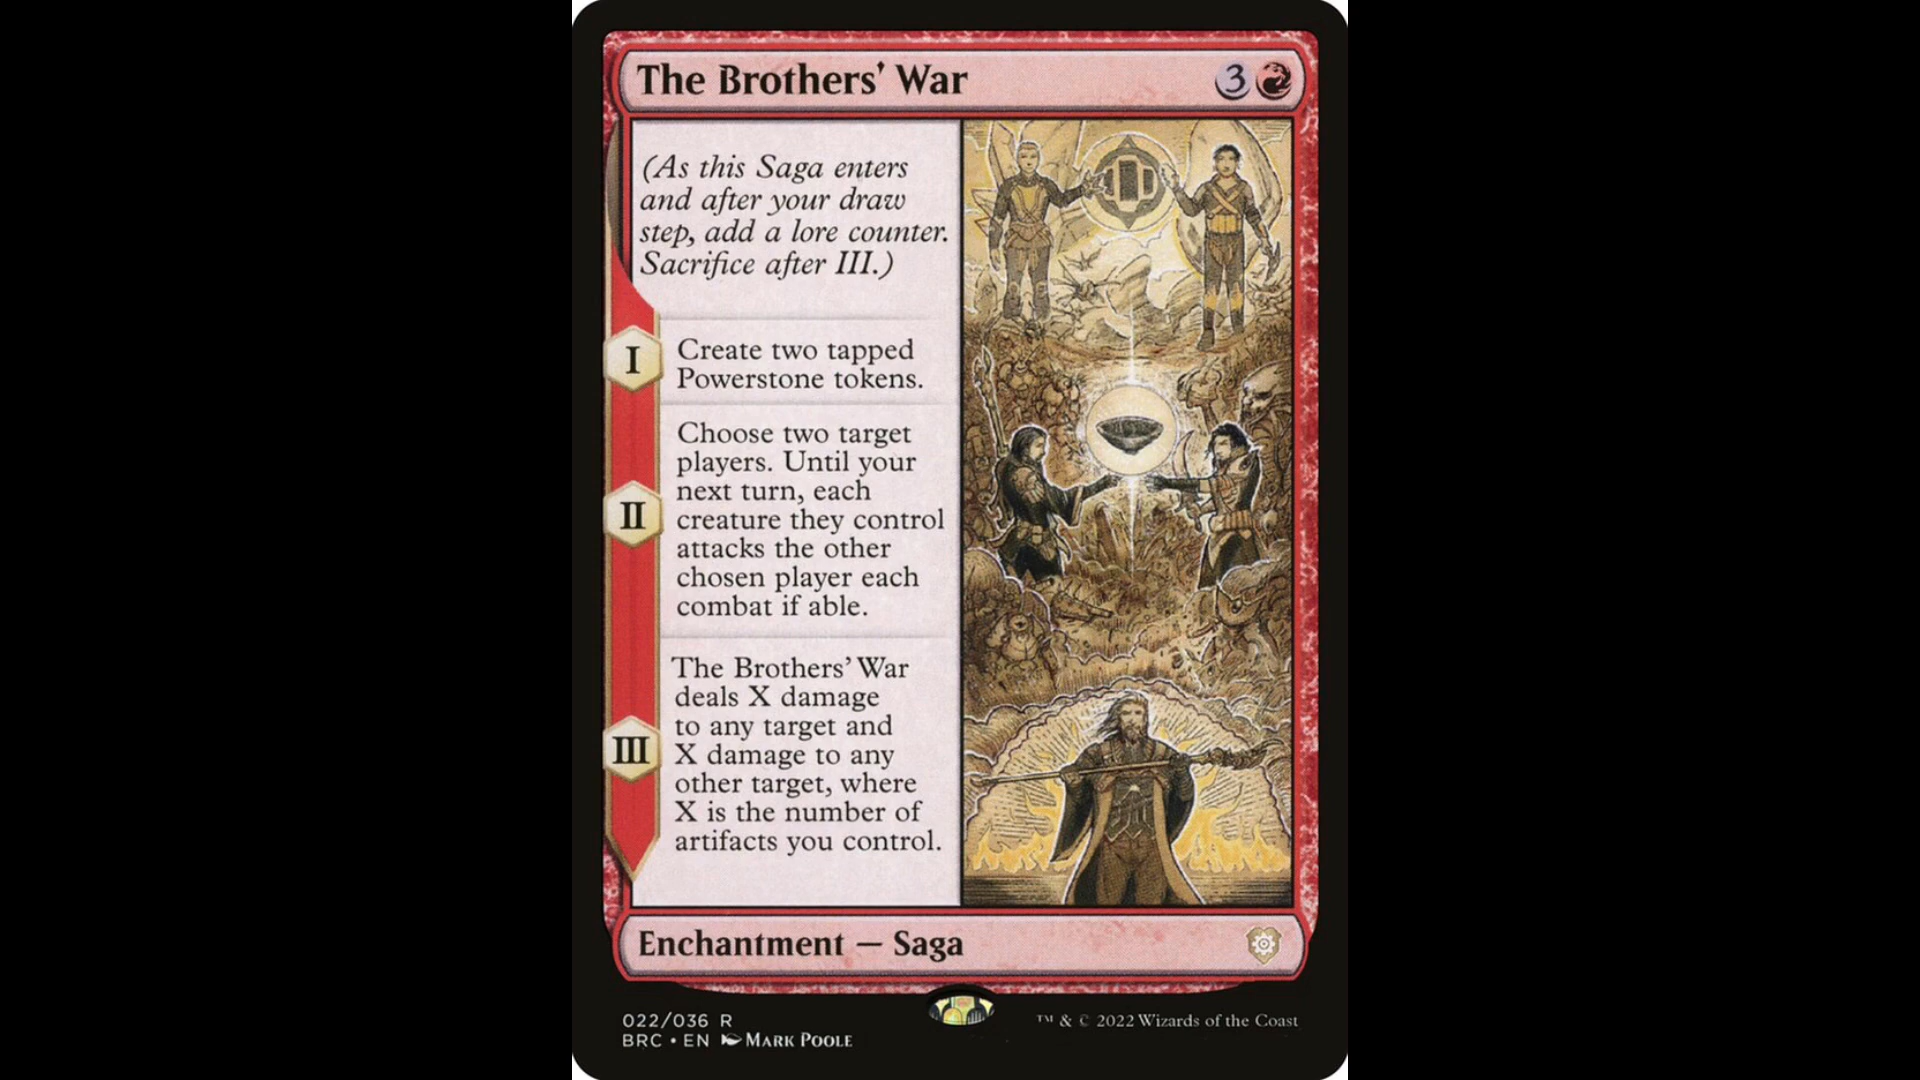 The Brothers' War 3
(As this Saga enters
and after your draw
step, add a lore counter.
Sacrifice after III.)
I
Create two tapped
Powerstone tokens.
II
Choose two target
players. Until your
next turn, each
creature they control
attacks the other
chosen player each
combat if able.
III
The Brothers' War
deals X damage
to any target and
X damage to any
other target, where
X is the number of
artifacts you control.
Enchantment — Saga
022/036 R
BRC • EN Mark Poole
™ & © 2022 Wizards of the Coast